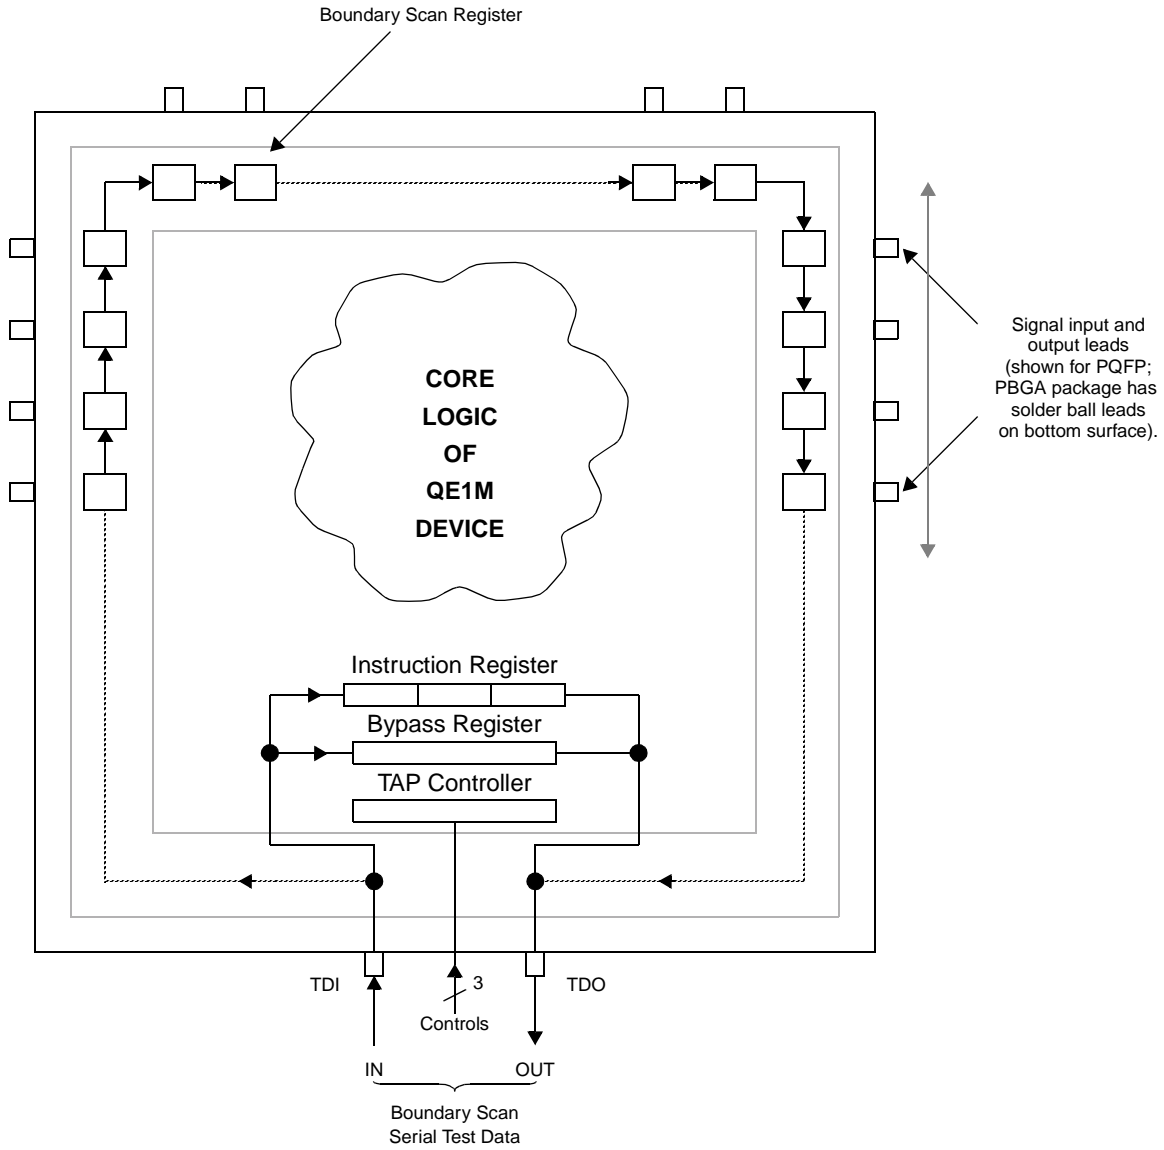 Boundary Scan Register
Signal input and
output leads
(shown for PQFP;
PBGA package has
solder ball leads
on bottom surface).
CORE
LOGIC
OF
QE1M
DEVICE
Instruction Register
Bypass Register
TAP Controller
TDI
3
TDO
Controls
IN
OUT
Boundary Scan
Serial Test Data